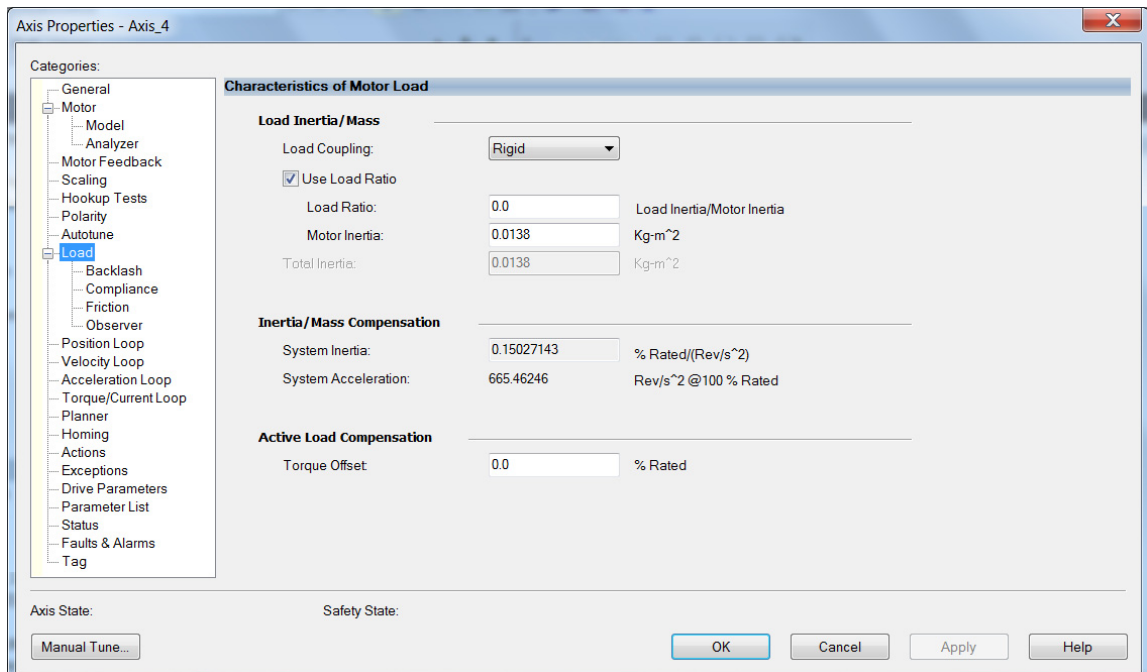 Axis Properties - Axis_4
X
Categories:
General
Motor
Model
Analyzer
Motor Feedback
Scaling
Hookup Tests
Polarity
Autotune
Load
Backlash
Compliance
Friction
Observer
Position Loop
Velocity Loop
Acceleration Loop
Torque/Current Loop
Planner
Homing
Actions
Exceptions
Drive Parameters
Parameter List
Status
Faults & Alarms
Tag
Characteristics of Motor Load
Load Inertia/Mass
Load Coupling: Rigid
Use Load Ratio
Load Ratio: 0.0 Load Inertia/Motor Inertia
Motor Inertia: 0.0138 Kg-m^2
Total Inertia: 0.0138 Kg-m^2
Inertia/Mass Compensation
System Inertia: 0.15027143 % Rated/(Rev/s^2)
System Acceleration: 665.46246 Rev/s^2 @100 % Rated
Active Load Compensation
Torque Offset: 0.0 % Rated
Axis State: Safety State:
Manual Tune... OK Cancel Apply Help